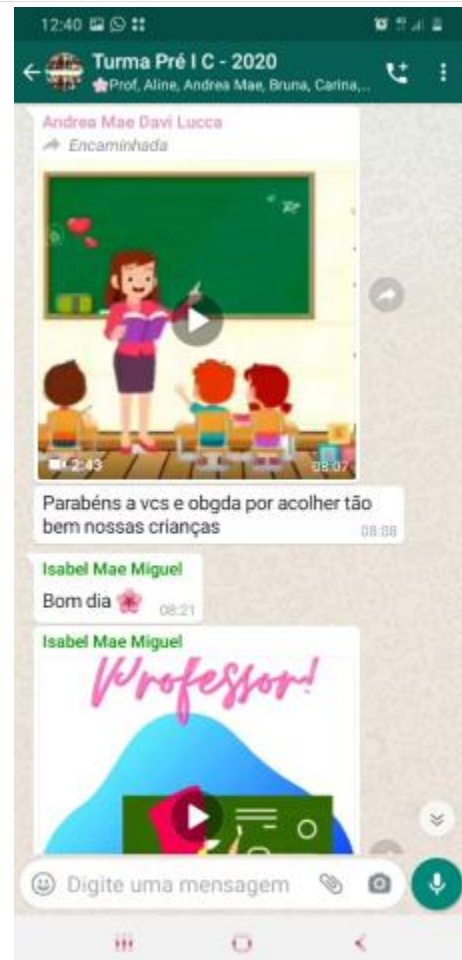 12:40
Turma Pré I C - 2020
🌸Prof, Aline, Andrea Mae, Bruna, Carina,...
Andrea Mae Davi Lucca
Encaminhada
2:43
08:07
Parabéns a vcs e obgda por acolher tão
bem nossas crianças
08:08
Isabel Mae Miguel
Bom dia 🌸
08:21
Isabel Mae Miguel
Professor!
Digite uma mensagem